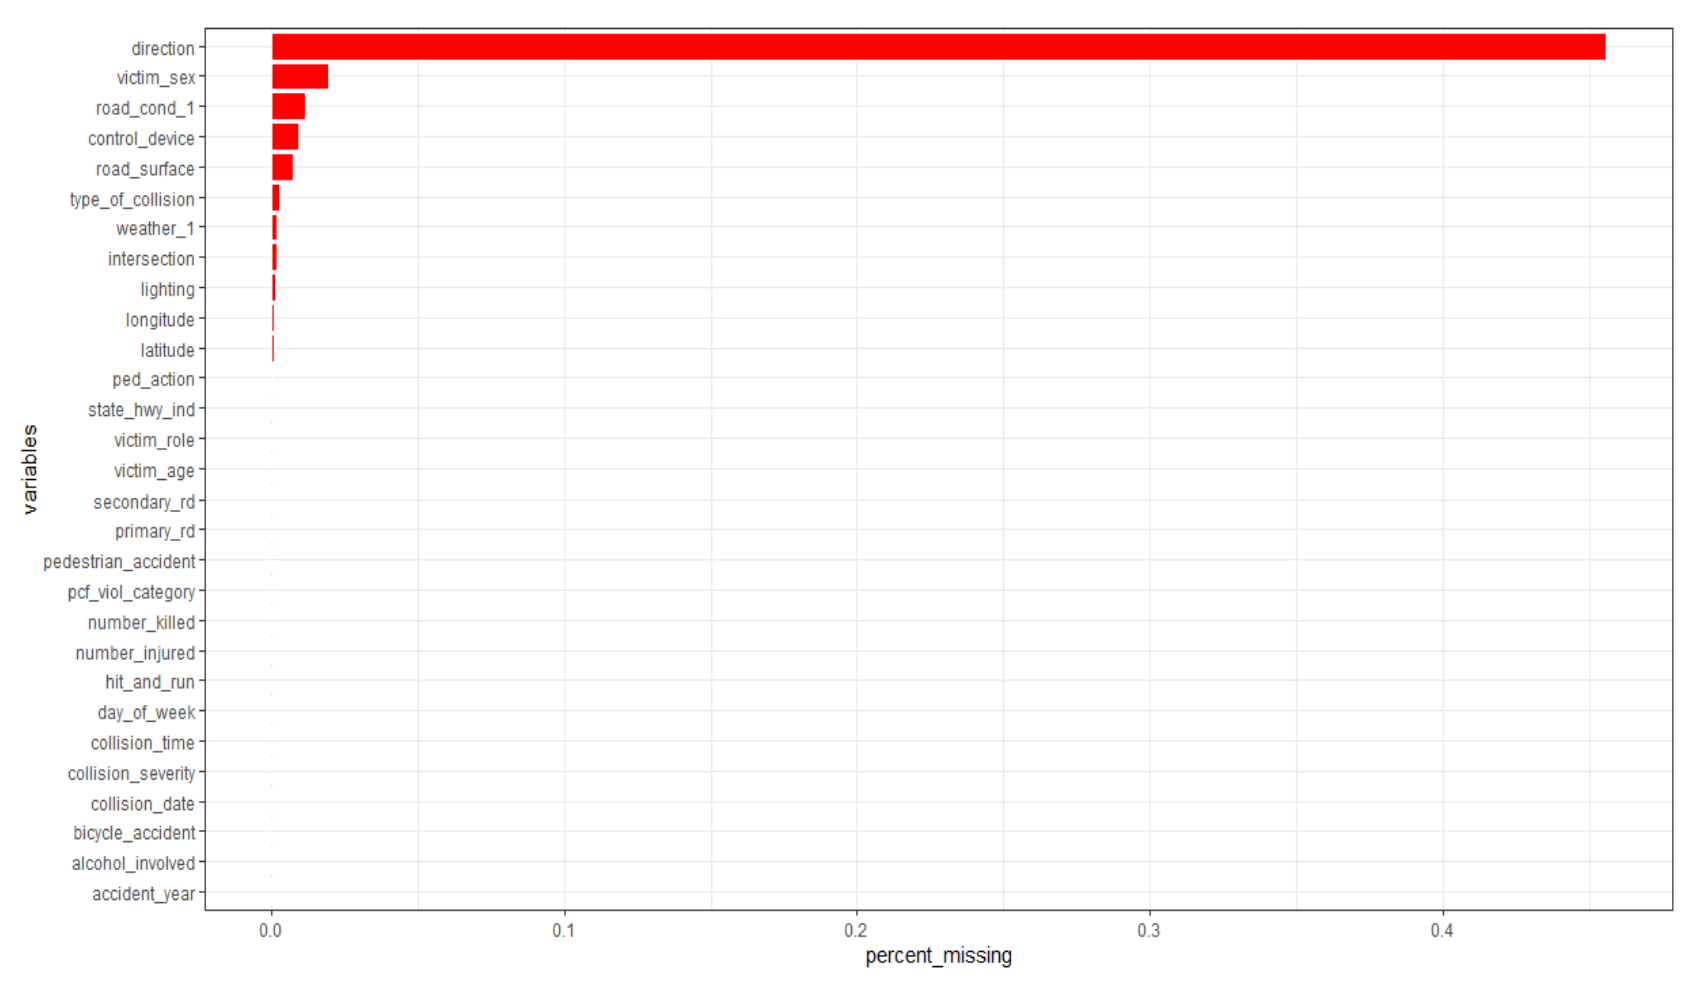 direction
victim_sex
road_cond_1
control_device
road_surface
type_of_collision
weather_1
intersection
lighting
longitude
latitude
ped_action
state_hwy_ind
victim_role
victim_age
secondary_rd
primary_rd
pedestrian_accident
pcf_viol_category
number_killed
number_injured
hit_and_run
day_of_week
collision_time
collision_severity
collision_date
bicycle_accident
alcohol_involved
accident_year
variables
0.0 0.1 0.2 0.3 0.4
percent_missing